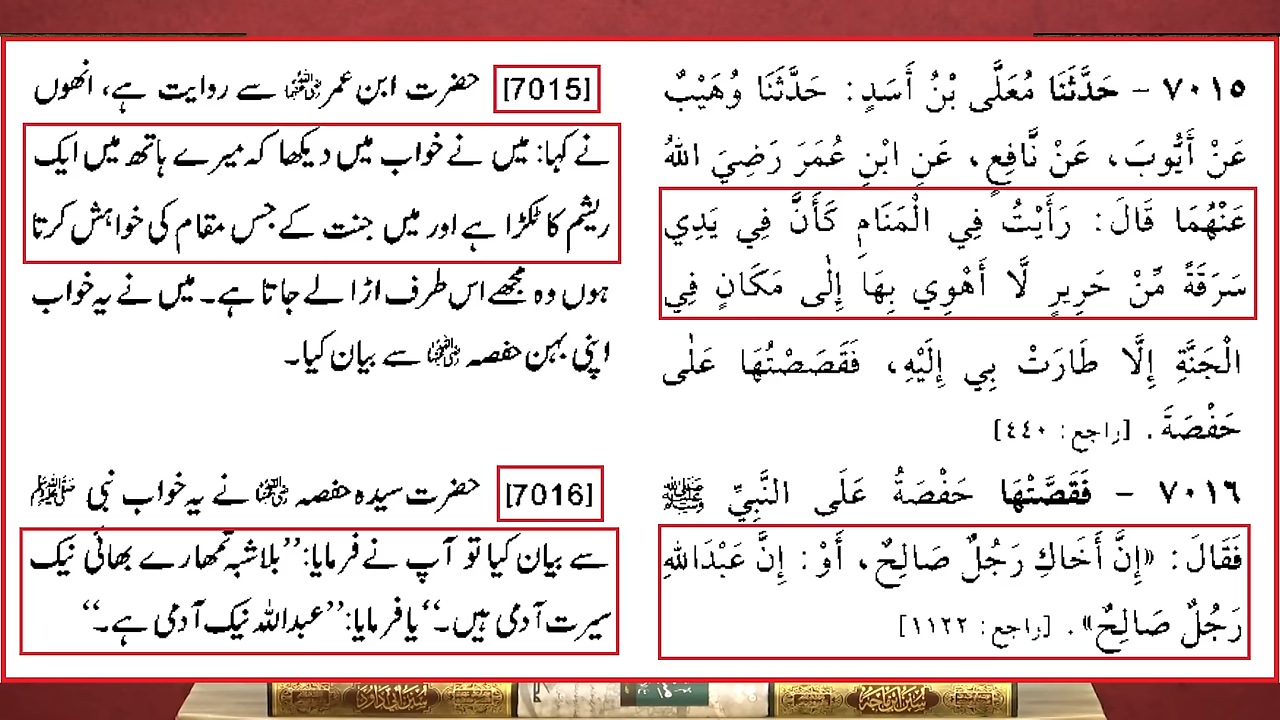 ٧٠١٥ – حَدَّثَنَا مُعَلَّى بْنُ أَسَدٍ: حَدَّثَنَا وُهَيْبٌ
عَنْ أَيُّوبَ، عَنْ نَّافِعٍ، عَنِ ابْنِ عُمَرَ رَضِيَ اللهُ
عَنْهُمَا قَالَ: رَأَيْتُ فِي الْمَنَامِ كَأَنَّ فِي يَدِي
سَرَقَةً مِّنْ حَرِيرٍ لَّا أَهْوِي بِهَا إِلٰى مَكَانٍ فِي
الْجَنَّةِ إِلَّا طَارَتْ بِي إِلَيْهِ، فَقَصَصْتُهَا عَلٰى
حَفْصَةَ. [راجع: ٤٤٠]
٧٠١٦ – فَقَصَّتْهَا حَفْصَةُ عَلَى النَّبِيِّ ﷺ
فَقَالَ: «إِنَّ أَخَاكِ رَجُلٌ صَالِحٌ، أَوْ: إِنَّ عَبْدَاللهِ
رَجُلٌ صَالِحٌ». [راجع: ١١٢٢]
[7015] حضرت ابن عمر رضی اللہ عنہما سے روایت ہے، انھوں
نے کہا: میں نے خواب میں دیکھا کہ میرے ہاتھ میں ایک
ریشم کا ٹکڑا ہے اور میں جنت کے جس مقام کی خواہش کرتا
ہوں وہ مجھے اس طرف اڑا لے جاتا ہے۔ میں نے یہ خواب
اپنی بہن حفصہ رضی اللہ عنہا سے بیان کیا۔
[7016] حضرت سیدہ حفصہ رضی اللہ عنہا نے یہ خواب نبی ﷺ
سے بیان کیا تو آپ نے فرمایا: ’’بلاشبہ تمھارے بھائی نیک
سیرت آدمی ہیں۔‘‘ یا فرمایا: ’’عبداللہ نیک آدمی ہے۔‘‘
سُنَن أَبِي دَاوُد
سُنَن ابن مَاجَه